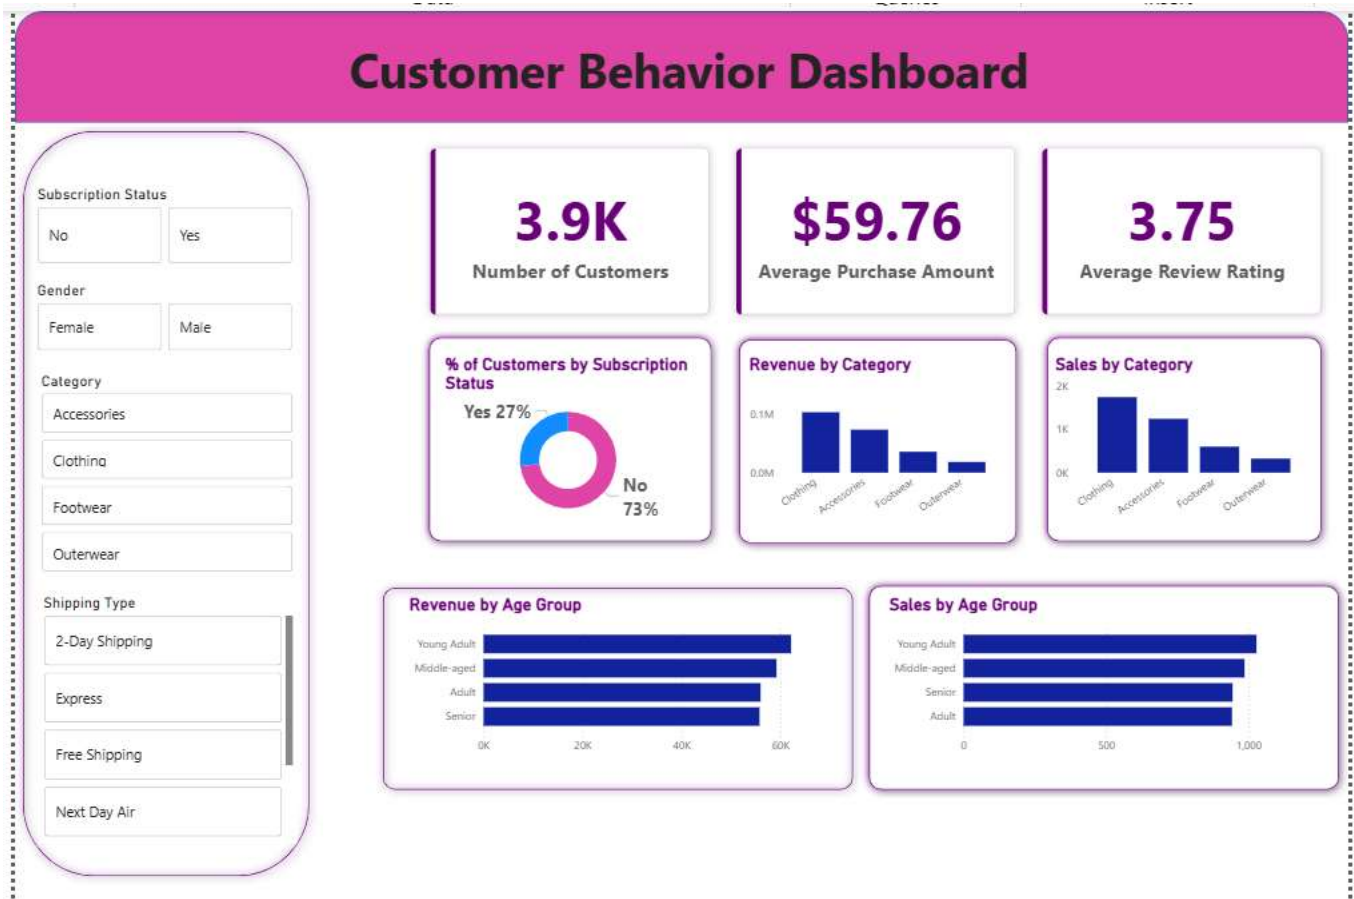 Customer Behavior Dashboard
Subscription Status
No
Yes
Gender
Female
Male
Category
Accessories
Clothing
Footwear
Outerwear
Shipping Type
2-Day Shipping
Express
Free Shipping
Next Day Air
3.9K
Number of Customers
$59.76
Average Purchase Amount
3.75
Average Review Rating
% of Customers by Subscription
Status
Yes 27%
No
73%
Revenue by Category
0.1M
0.0M
Clothing
Accessories
Footwear
Outerwear
Sales by Category
2K
1K
0K
Clothing
Accessories
Footwear
Outerwear
Revenue by Age Group
Young Adult
Middle-aged
Adult
Senior
0K
20K
40K
60K
Sales by Age Group
Young Adult
Middle-aged
Senior
Adult
0
500
1,000